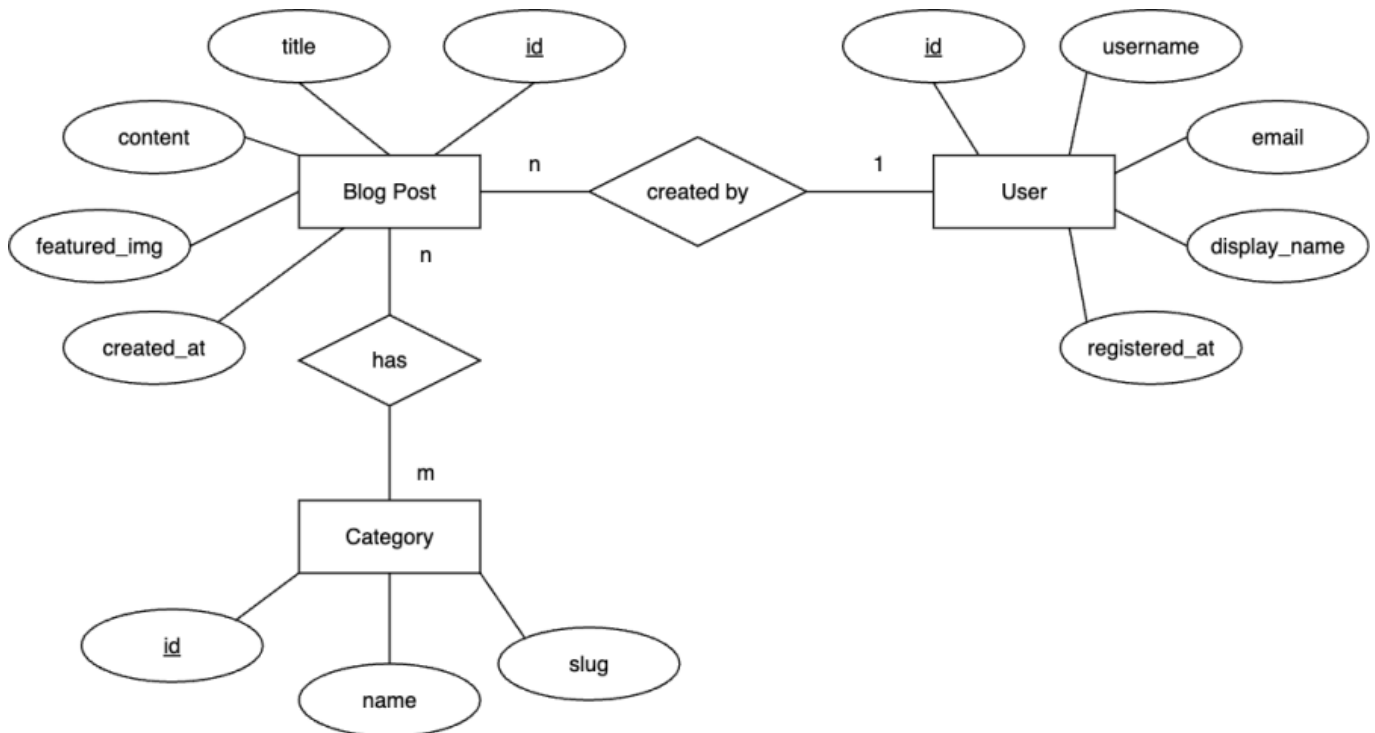 title
id
id
username
content
email
n
1
Blog Post
created by
User
featured_img
display_name
n
created_at
has
registered_at
m
Category
id
slug
name